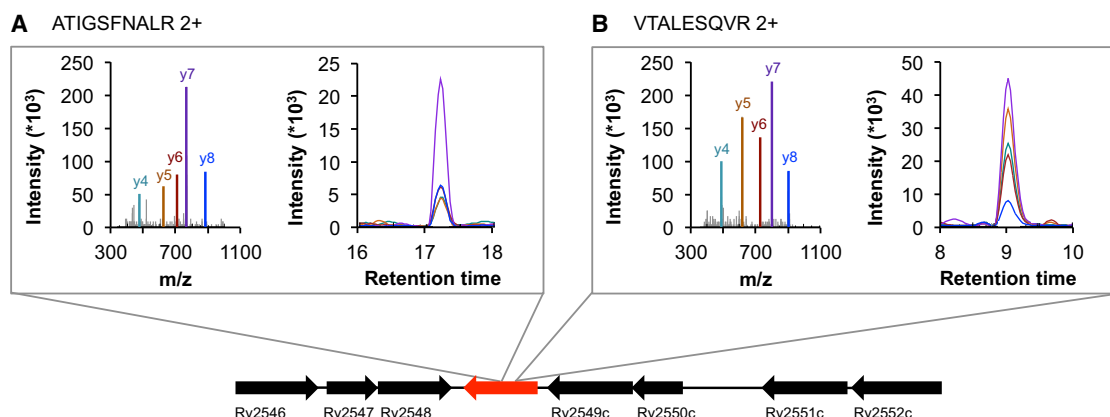 A ATIGSFNALR 2+
B VTALESQVR 2+
Intensity (*10³)
250
200
150
100
50
0
y4
y5
y6
y7
y8
300
700
1100
m/z
Intensity (*10³)
25
20
15
10
5
0
16
17
18
Retention time
Intensity (*10³)
250
200
150
100
50
0
y4
y5
y6
y7
y8
300
700
1100
m/z
Intensity (*10³)
50
40
30
20
10
0
8
9
10
Retention time
Rv2546 Rv2547 Rv2548 Rv2549c Rv2550c Rv2551c Rv2552c